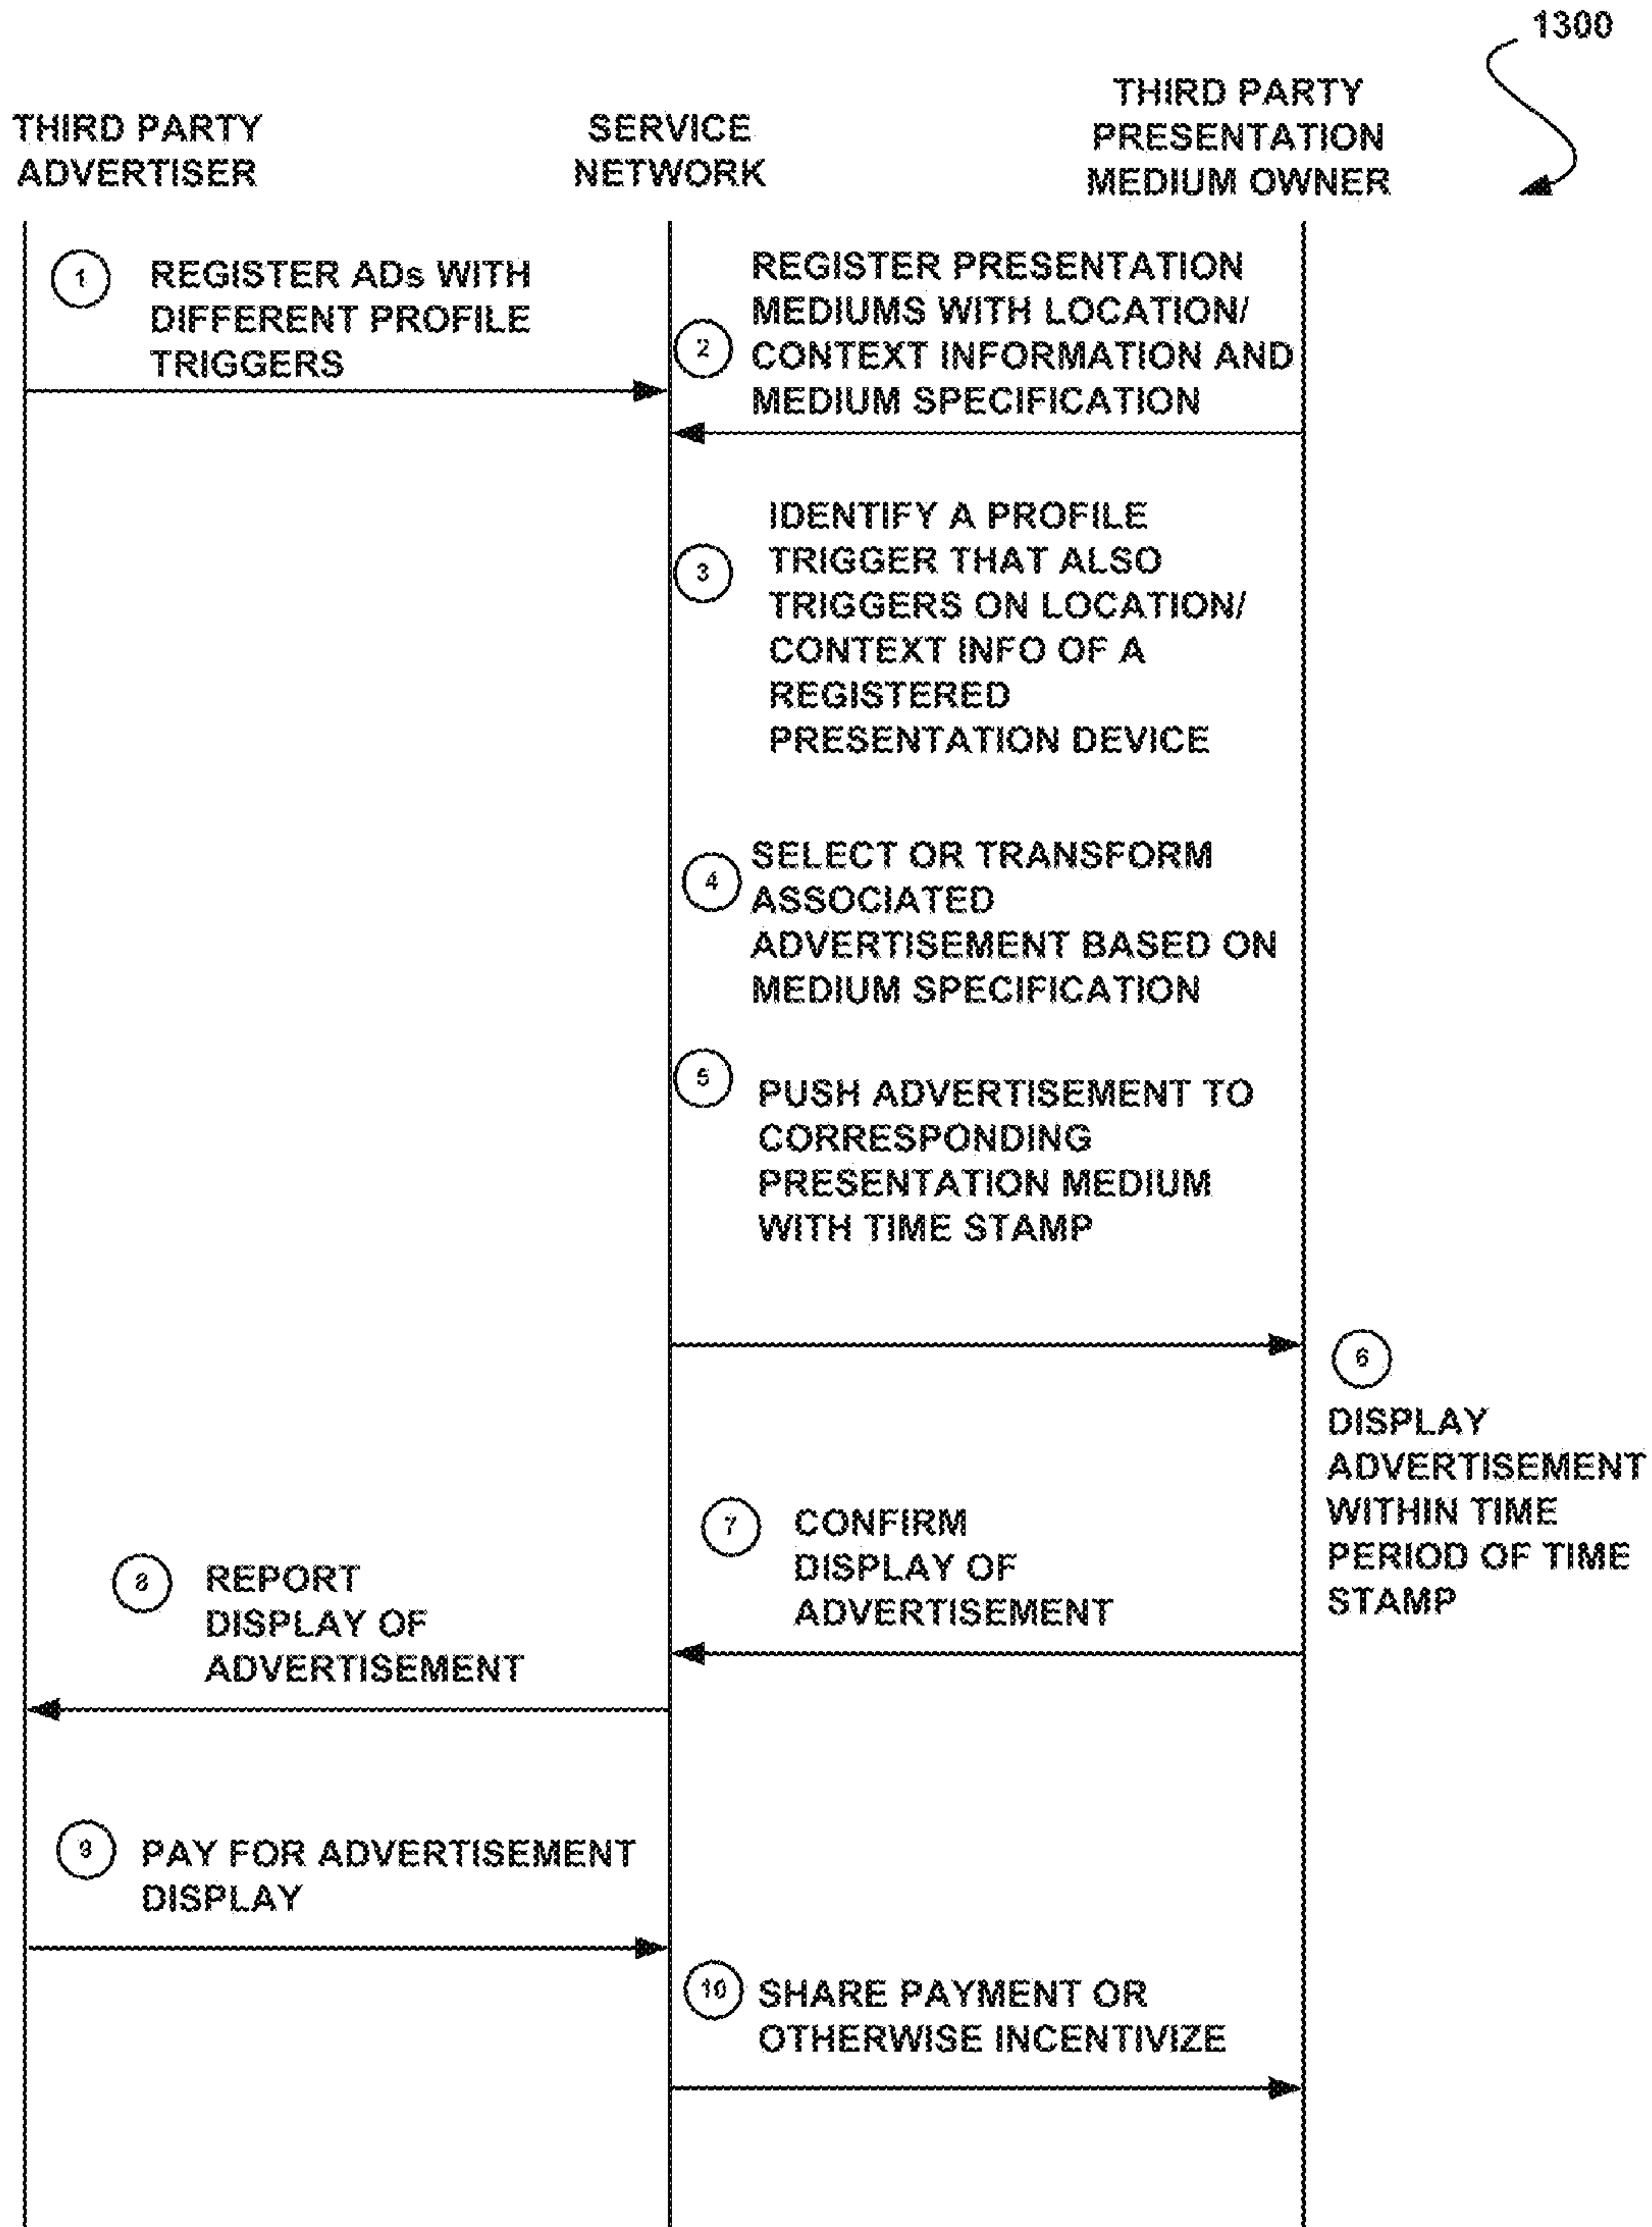 1300
THIRD PARTY
ADVERTISER
SERVICE
NETWORK
THIRD PARTY
PRESENTATION
MEDIUM OWNER
1
REGISTER ADs WITH
DIFFERENT PROFILE
TRIGGERS
2
REGISTER PRESENTATION
MEDIUMS WITH LOCATION/
CONTEXT INFORMATION AND
MEDIUM SPECIFICATION
3
IDENTIFY A PROFILE
TRIGGER THAT ALSO
TRIGGERS ON LOCATION/
CONTEXT INFO OF A
REGISTERED
PRESENTATION DEVICE
4
SELECT OR TRANSFORM
ASSOCIATED
ADVERTISEMENT BASED ON
MEDIUM SPECIFICATION
5
PUSH ADVERTISEMENT TO
CORRESPONDING
PRESENTATION MEDIUM
WITH TIME STAMP
6
DISPLAY
ADVERTISEMENT
WITHIN TIME
PERIOD OF TIME
STAMP
7
CONFIRM
DISPLAY OF
ADVERTISEMENT
8
REPORT
DISPLAY OF
ADVERTISEMENT
9
PAY FOR ADVERTISEMENT
DISPLAY
10
SHARE PAYMENT OR
OTHERWISE INCENTIVIZE